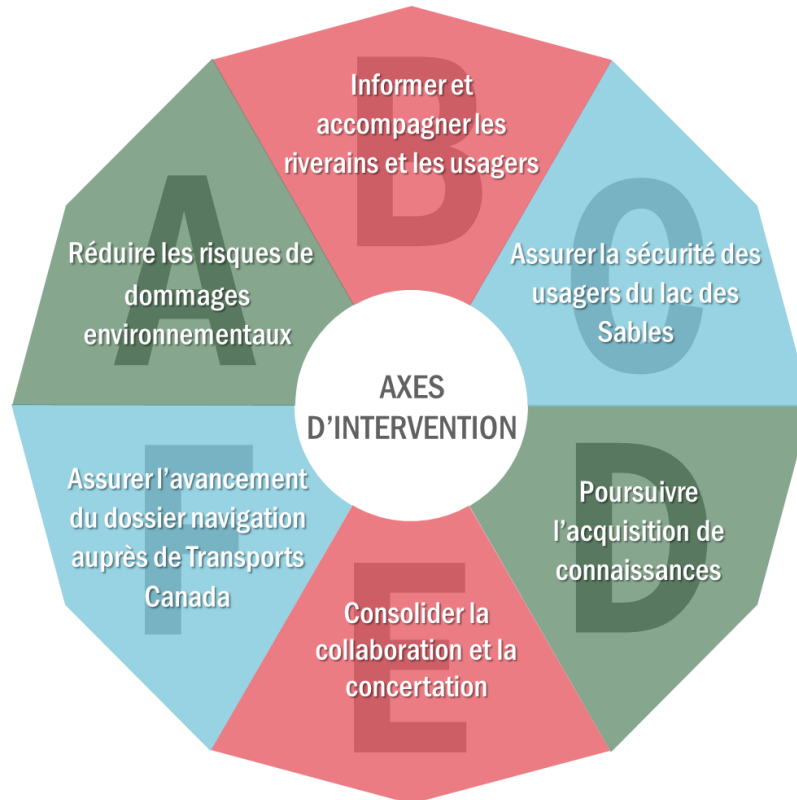 A
Réduire les risques de
dommages
environnementaux
B
Informer et
accompagner les
riverains et les usagers
C
Assurer la sécurité des
usagers du lac des
Sables
D
Poursuivre
l'acquisition de
connaissances
E
Consolider la
collaboration et la
concertation
F
Assurer l'avancement
du dossier navigation
auprès de Transports
Canada
AXES
D'INTERVENTION